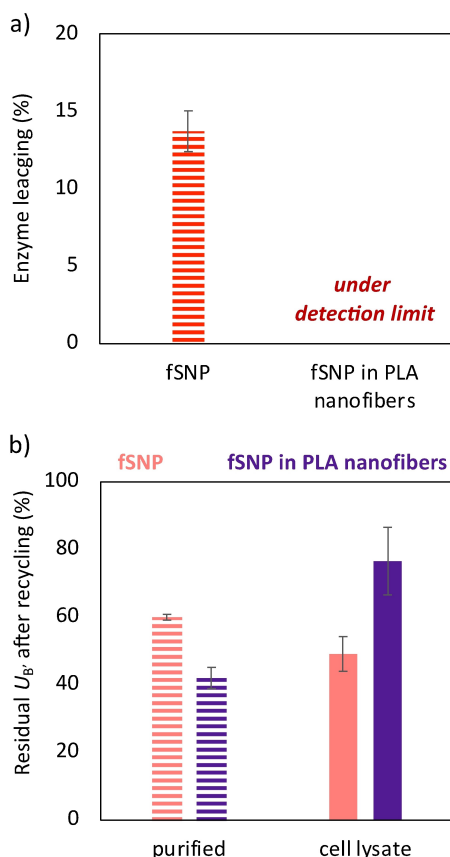 a)
Enzyme leacging (%)
20
15
10
5
0
under
detection limit
fSNP
fSNP in PLA
nanofibers
b)
fSNP
fSNP in PLA nanofibers
Residual U_B' after recycling (%)
100
80
60
40
20
0
purified
cell lysate